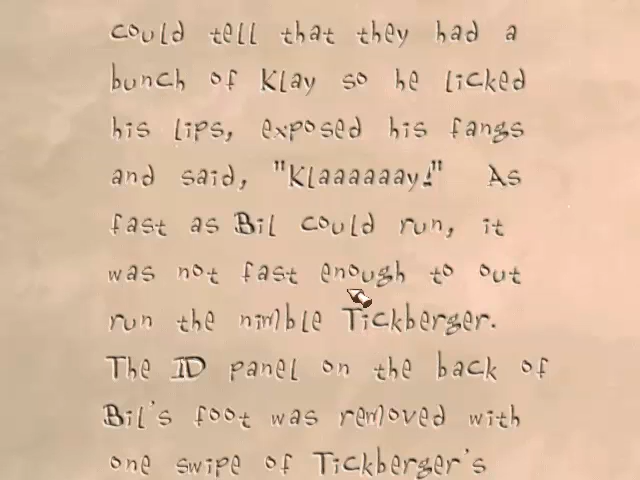 could tell that they had a
bunch of Klay so he licked
his lips, exposed his fangs
and said, "Klaaaaaay!" As
fast as Bil could run, it
was not fast enough to out
run the nimble Tickberger.
The ID panel on the back of
Bil's foot was removed with
one swipe of Tickberger's